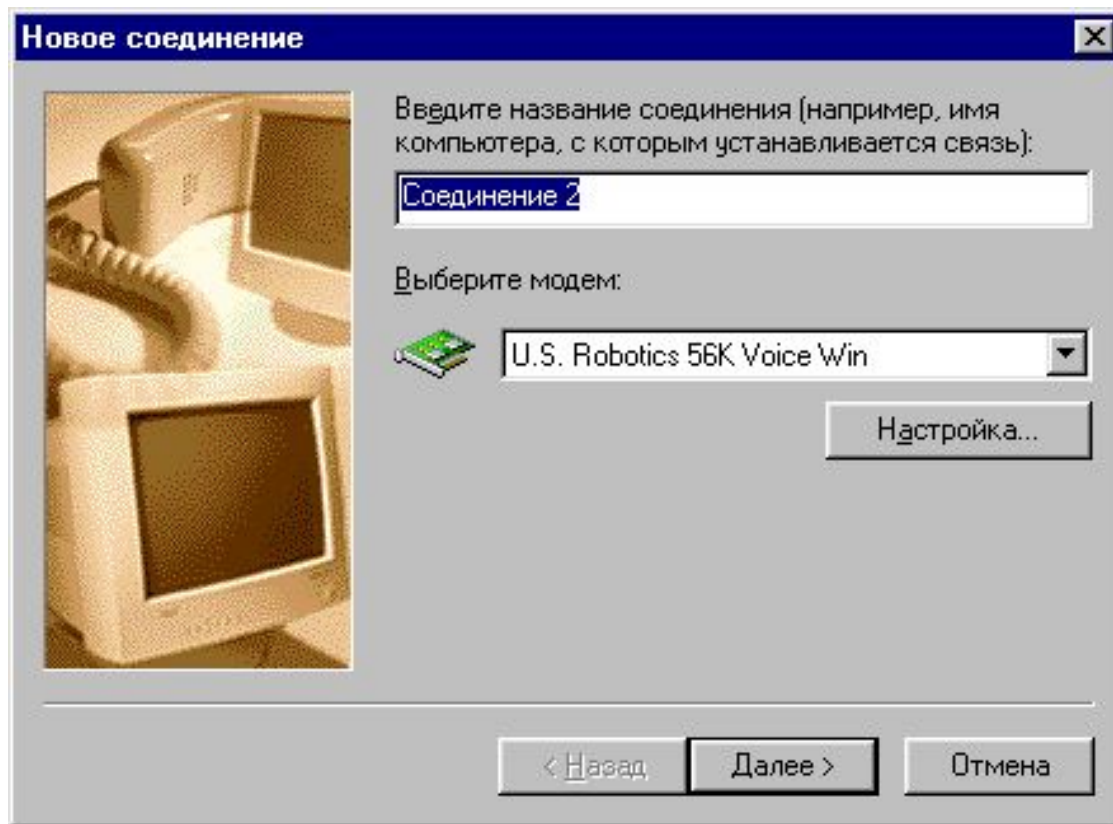 Новое соединение
Введите название соединения (например, имя
компьютера, с которым устанавливается связь):
Соединение 2
Выберите модем:
U.S. Robotics 56K Voice Win
Настройка...
< Назад
Далее >
Отмена